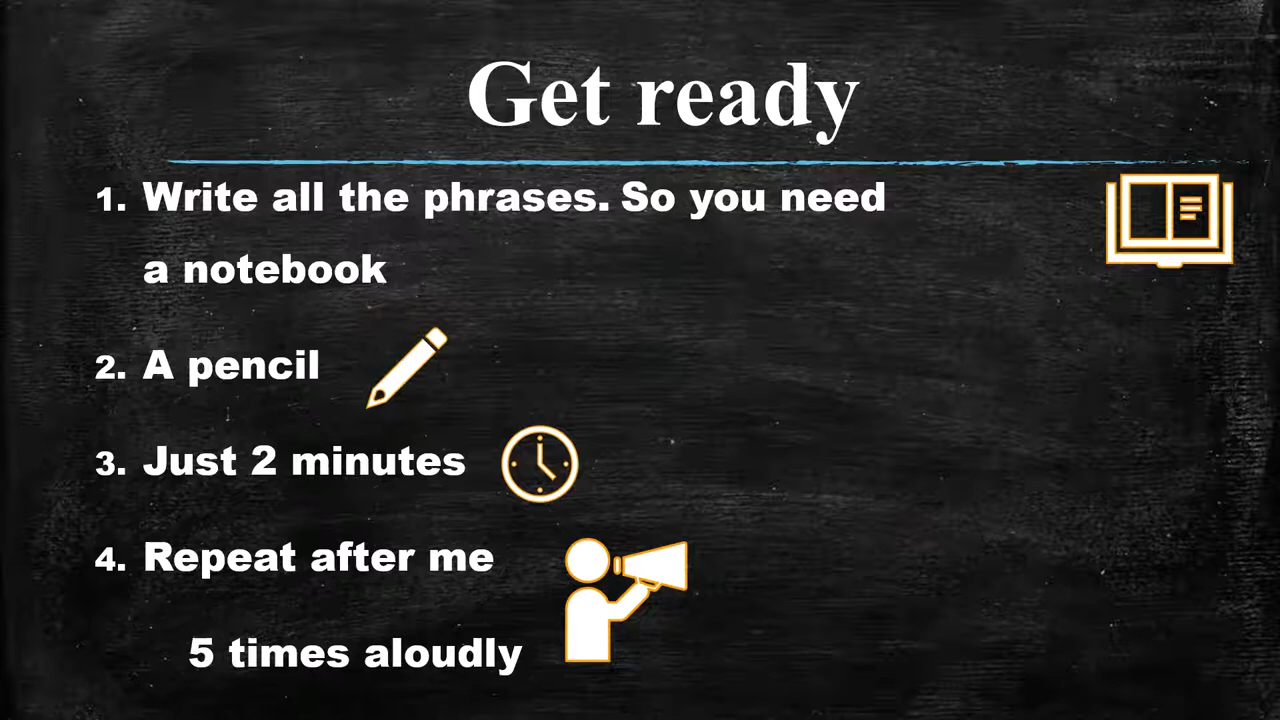 Get ready
1. Write all the phrases. So you need
a notebook
2. A pencil
3. Just 2 minutes
4. Repeat after me
5 times aloudly